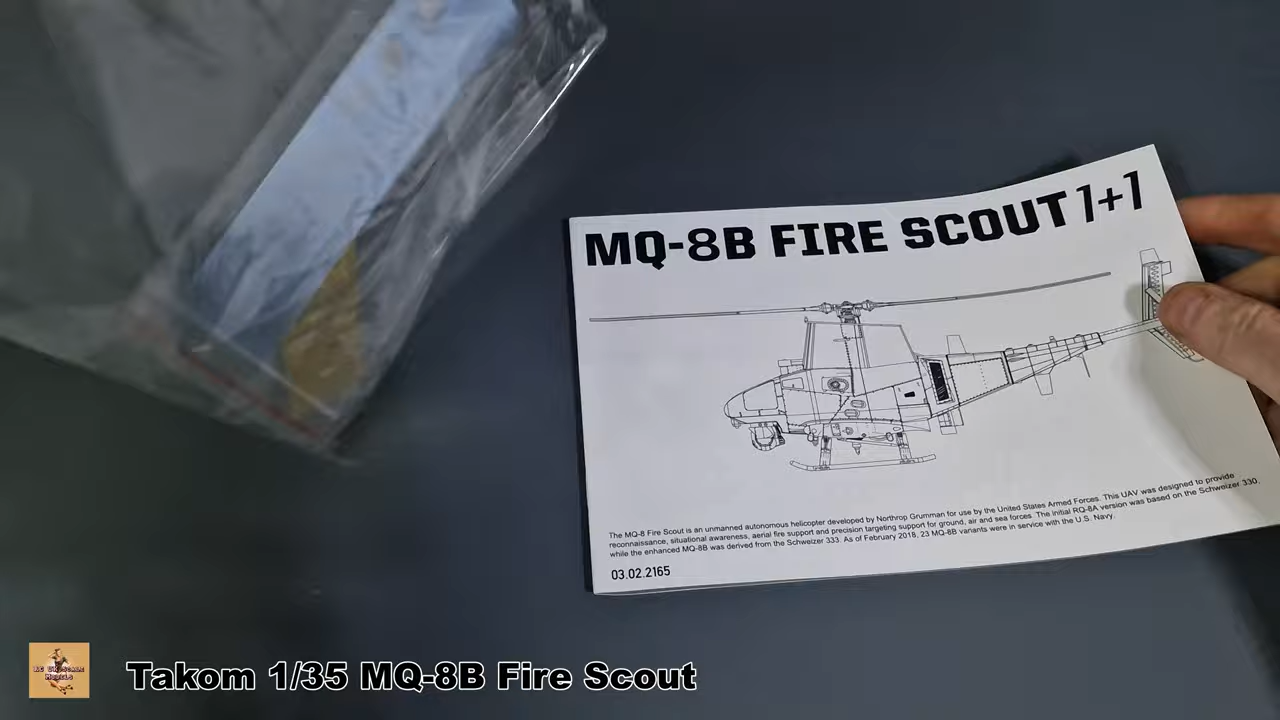 MQ-8B FIRE SCOUT 1+1
The MQ-8 Fire Scout is an unmanned autonomous helicopter developed by Northrop Grumman for use by the United States Armed Forces. This UAV was designed to provide
reconnaissance, situational awareness, aerial fire support and precision targeting support for ground, air and sea forces. The initial RQ-8A version was based on the Schweizer 330,
while the enhanced MQ-8B was derived from the Schweizer 333. As of February 2018, 23 MQ-8B variants were in service with the U.S. Navy.
03.02.2165
Takom 1/35 MQ-8B Fire Scout